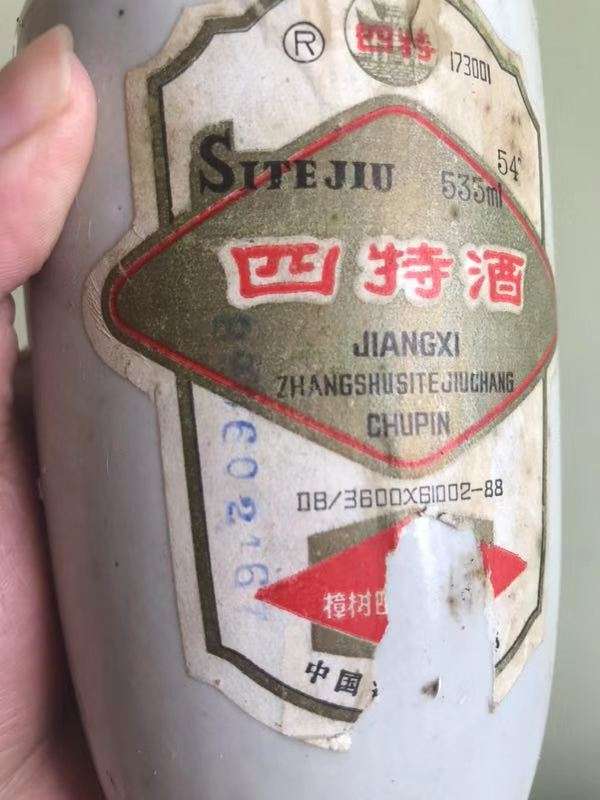 ®
四特
173001
54°
SITEJIU
535ml
四特酒
JIANGXI
ZHANGSHUSITEJIUCHANG
CHUPIN
DB/3600X61002-88
樟树四
中国